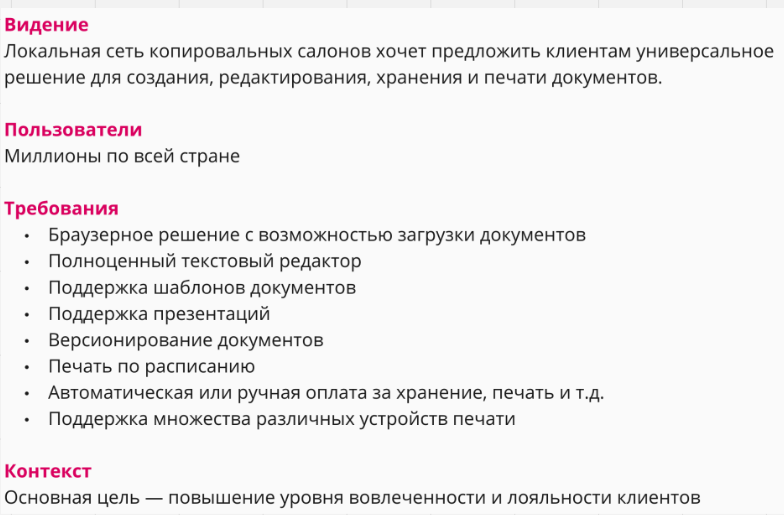 Видение
Локальная сеть копировальных салонов хочет предложить клиентам универсальное
решение для создания, редактирования, хранения и печати документов.
Пользователи
Миллионы по всей стране
Требования
• Браузерное решение с возможностью загрузки документов
• Полноценный текстовый редактор
• Поддержка шаблонов документов
• Поддержка презентаций
• Версионирование документов
• Печать по расписанию
• Автоматическая или ручная оплата за хранение, печать и т.д.
• Поддержка множества различных устройств печати
Контекст
Основная цель — повышение уровня вовлеченности и лояльности клиентов